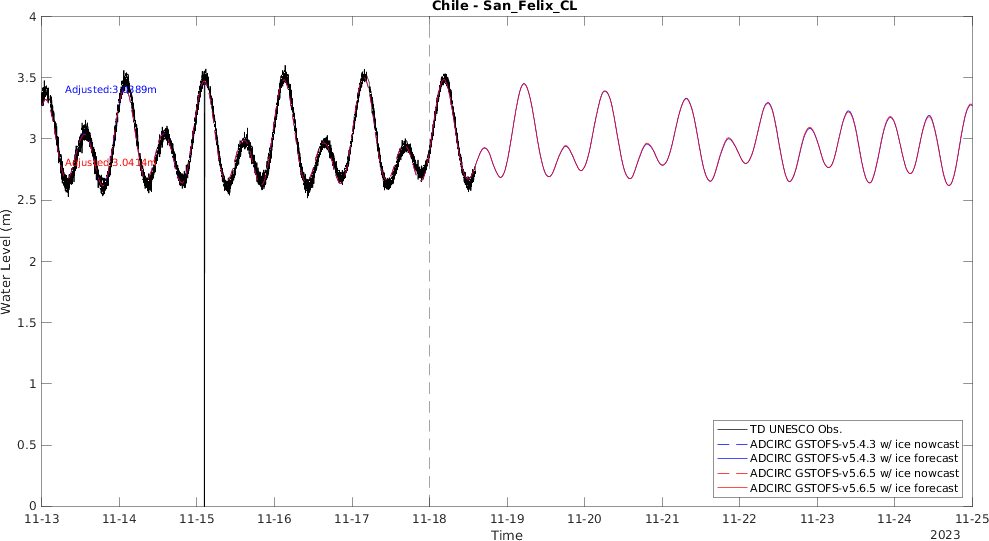 Chile - San_Felix_CL
4
3.5
3
2.5
2
1.5
1
0.5
0
Water Level (m)
Adjusted:3.0389m
Adjusted:3.0414m
TD UNESCO Obs.
ADCIRC GSTOFS-v5.4.3 w/ ice nowcast
ADCIRC GSTOFS-v5.4.3 w/ ice forecast
ADCIRC GSTOFS-v5.6.5 w/ ice nowcast
ADCIRC GSTOFS-v5.6.5 w/ ice forecast
11-13 11-14 11-15 11-16 11-17 11-18 11-19 11-20 11-21 11-22 11-23 11-24 11-25
Time
2023